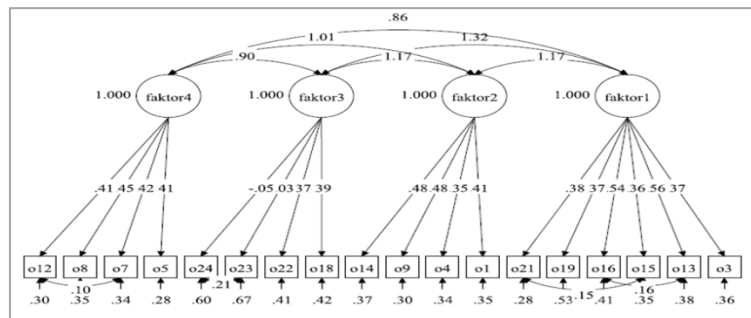 .86
1.01 1.32
.90 1.17 1.17
1.000 faktor4 1.000 faktor3 1.000 faktor2 1.000 faktor1
.41 .45 .42 .41 -.05 .03 .37 .39 .48 .48 .35 .41 .38 .37 .54 .36 .56 .37
o12 o8 o7 o5 o24 o23 o22 o18 o14 o9 o4 o1 o21 o19 o16 o15 o13 o3
.10 .21 .15 .16
.30 .35 .34 .28 .60 .67 .41 .42 .37 .30 .34 .35 .28 .53 .41 .35 .38 .36